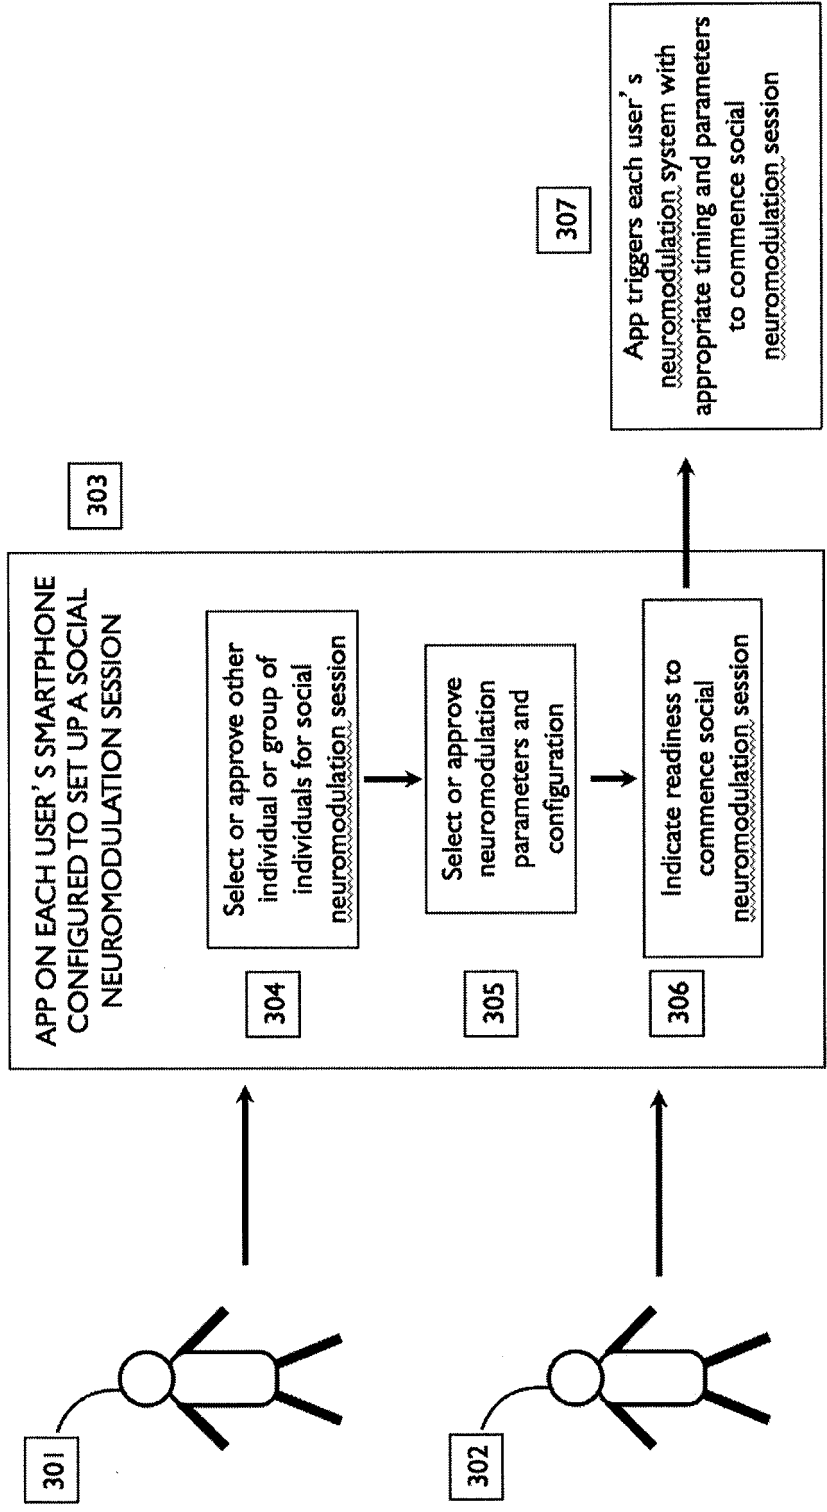 301
302
303
APP ON EACH USER'S SMARTPHONE
CONFIGURED TO SET UP A SOCIAL
NEUROMODULATION SESSION
304
Select or approve other
individual or group of
individuals for social
neuromodulation session
305
Select or approve
neuromodulation
parameters and
configuration
306
Indicate readiness to
commence social
neuromodulation session
307
App triggers each user's
neuromodulation system with
appropriate timing and parameters
to commence social
neuromodulation session